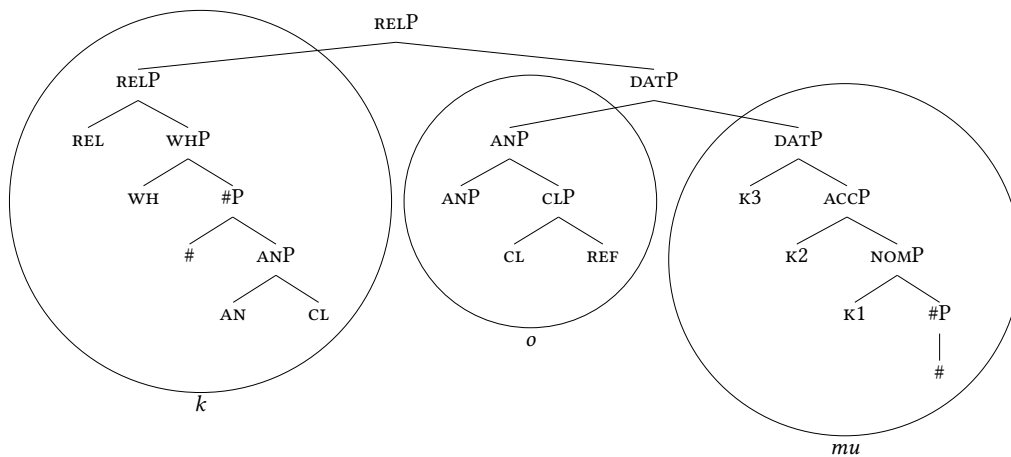 RELP
RELP DATP
REL WHP ANP DATP
WH #P ANP CLP K3 ACCP
# ANP CL REF K2 NOMP
AN CL K1 #P
o
#
k
mu